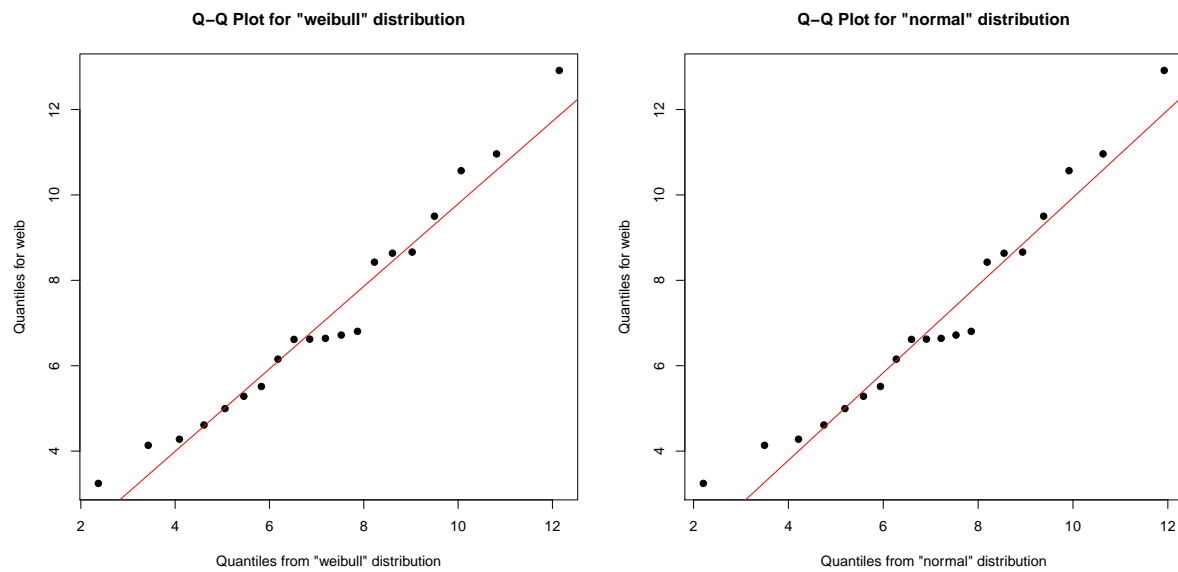 Q−Q Plot for "weibull" distribution
Quantiles for weib
12
10
8
6
4
2 4 6 8 10 12
Quantiles from "weibull" distribution
Q−Q Plot for "normal" distribution
Quantiles for weib
12
10
8
6
4
2 4 6 8 10 12
Quantiles from "normal" distribution